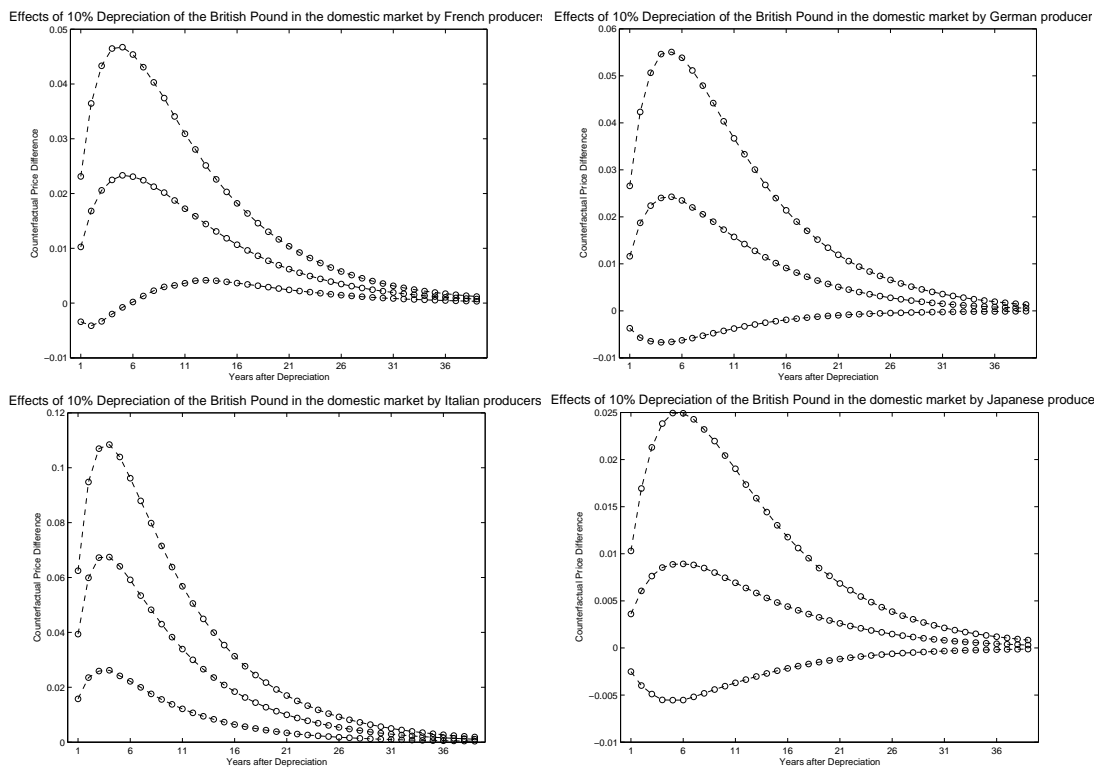 Effects of 10% Depreciation of the British Pound in the domestic market by French producers
0.05
0.04
0.03
0.02
0.01
0
−0.01
Counterfactual Price Difference
1 6 11 16 21 26 31 36
Years after Depreciation
Effects of 10% Depreciation of the British Pound in the domestic market by German producer
0.06
0.05
0.04
0.03
0.02
0.01
0
−0.01
Counterfactual Price Difference
1 6 11 16 21 26 31 36
Years after Depreciation
Effects of 10% Depreciation of the British Pound in the domestic market by Italian producers
0.12
0.1
0.08
0.06
0.04
0.02
0
Counterfactual Price Difference
1 6 11 16 21 26 31 36
Years after Depreciation
Effects of 10% Depreciation of the British Pound in the domestic market by Japanese produce
0.025
0.02
0.015
0.01
0.005
0
−0.005
−0.01
Counterfactual Price Difference
1 6 11 16 21 26 31 36
Years after Depreciation